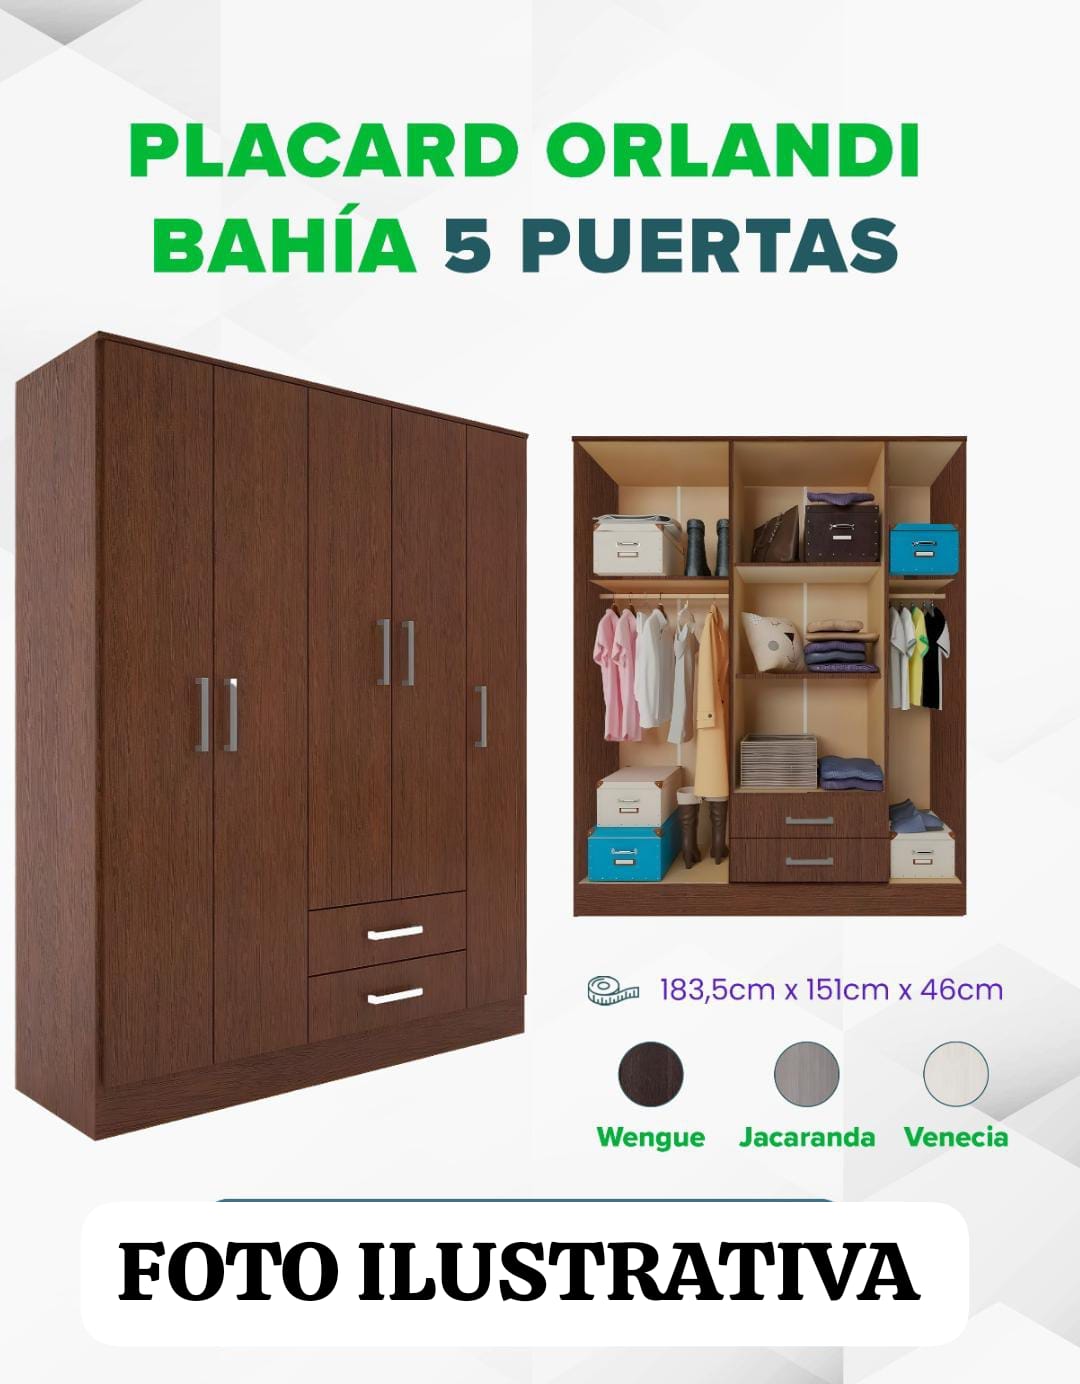 PLACARD ORLANDI
BAHÍA 5 PUERTAS
183,5cm x 151cm x 46cm
Wengue Jacaranda Venecia
FOTO ILUSTRATIVA